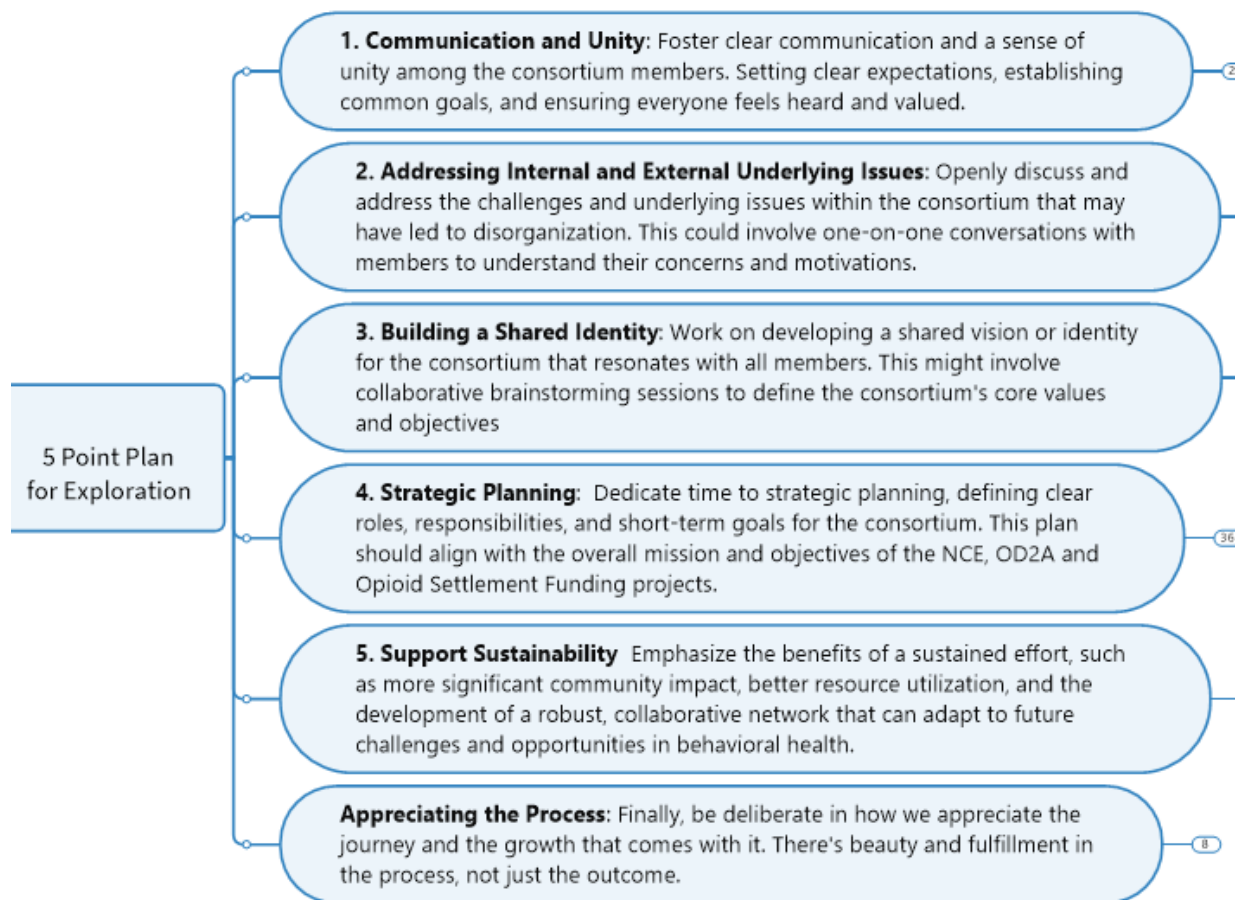 5 Point Plan
for Exploration
1. Communication and Unity: Foster clear communication and a sense of
unity among the consortium members. Setting clear expectations, establishing
common goals, and ensuring everyone feels heard and valued.
2
2. Addressing Internal and External Underlying Issues: Openly discuss and
address the challenges and underlying issues within the consortium that may
have led to disorganization. This could involve one-on-one conversations with
members to understand their concerns and motivations.
3. Building a Shared Identity: Work on developing a shared vision or identity
for the consortium that resonates with all members. This might involve
collaborative brainstorming sessions to define the consortium's core values
and objectives
4. Strategic Planning:  Dedicate time to strategic planning, defining clear
roles, responsibilities, and short-term goals for the consortium. This plan
should align with the overall mission and objectives of the NCE, OD2A and
Opioid Settlement Funding projects.
36
5. Support Sustainability  Emphasize the benefits of a sustained effort, such
as more significant community impact, better resource utilization, and the
development of a robust, collaborative network that can adapt to future
challenges and opportunities in behavioral health.
Appreciating the Process: Finally, be deliberate in how we appreciate the
journey and the growth that comes with it. There's beauty and fulfillment in
the process, not just the outcome.
8